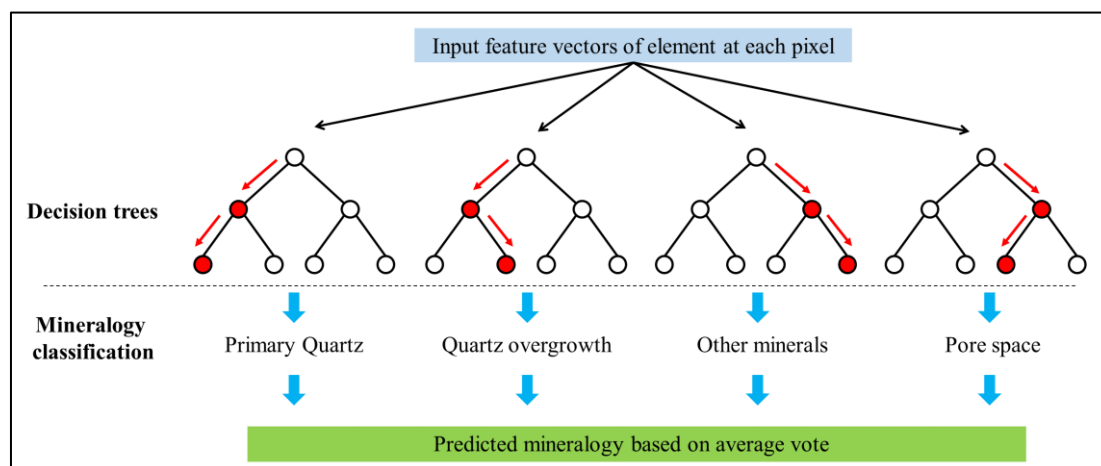 Input feature vectors of element at each pixel
Decision trees
Mineralogy
classification
Primary Quartz
Quartz overgrowth
Other minerals
Pore space
Predicted mineralogy based on average vote